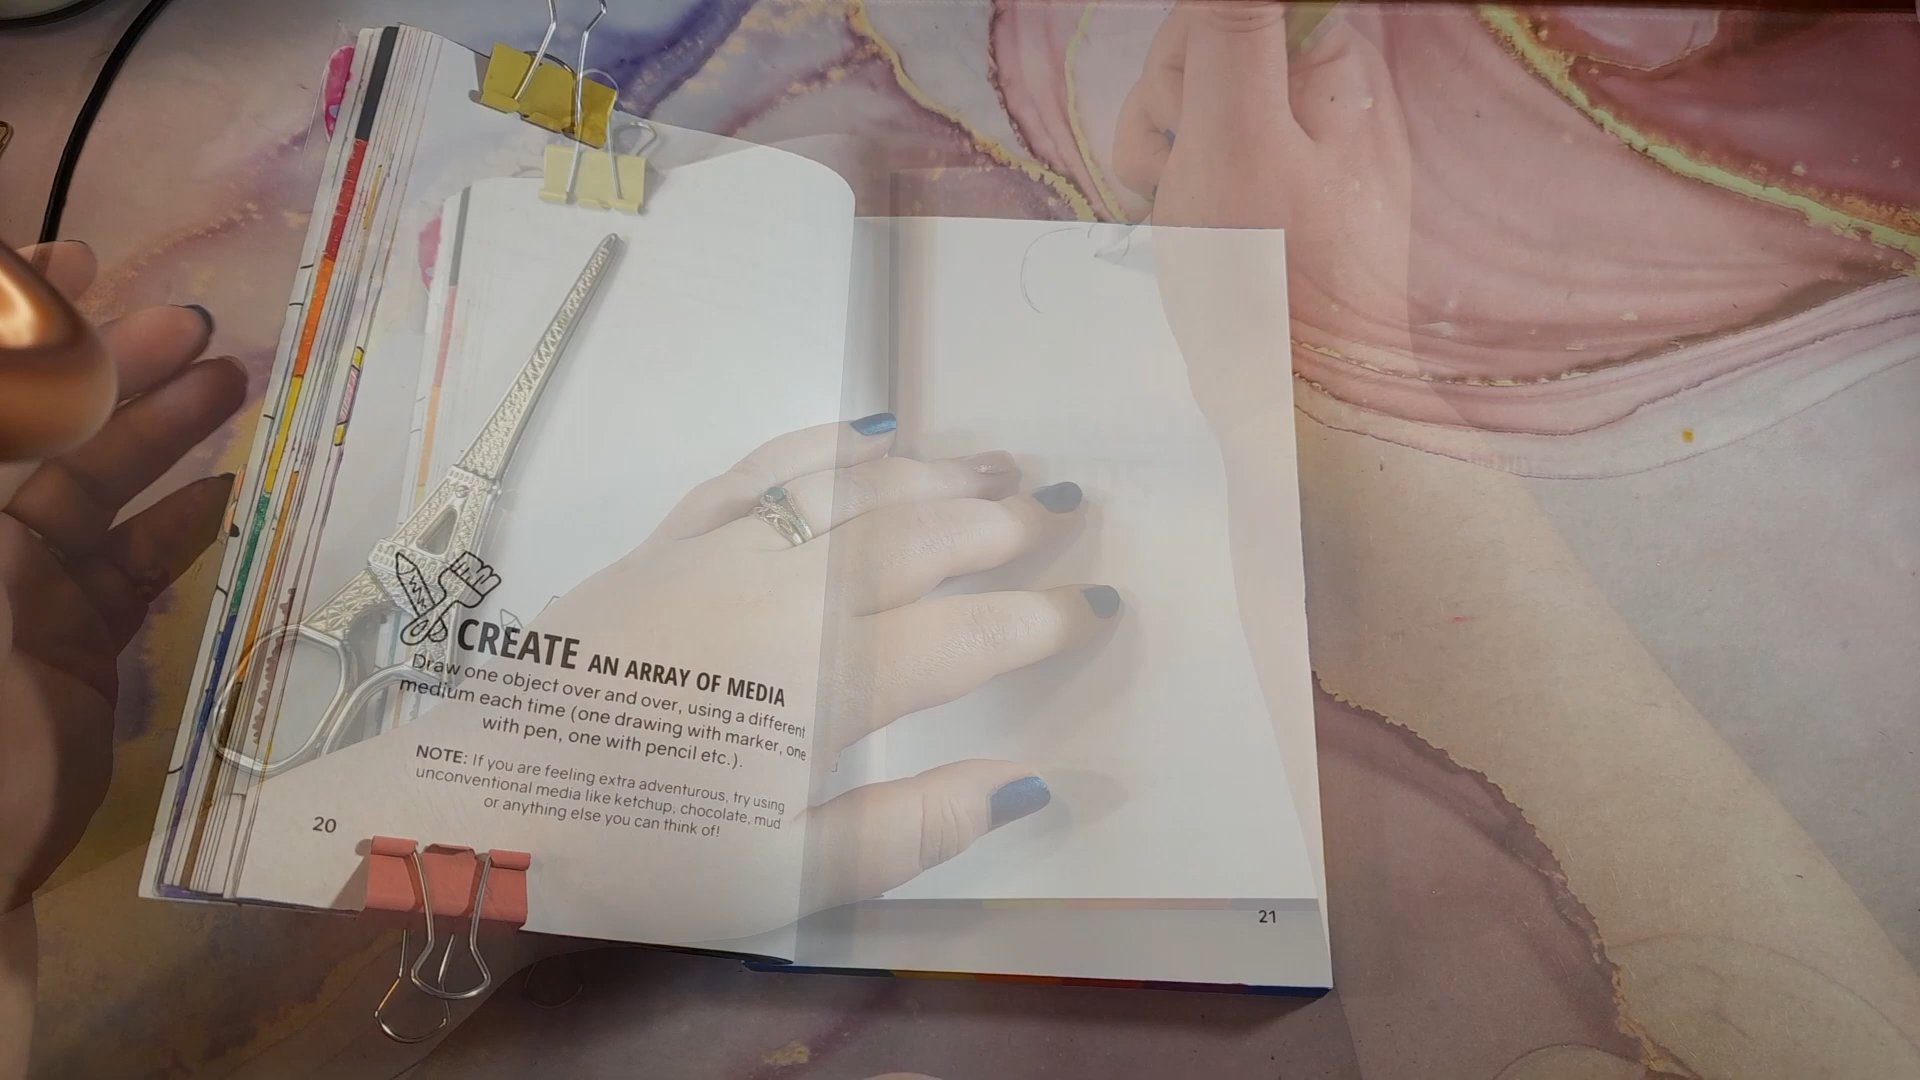 CREATE AN ARRAY OF MEDIA
Draw one object over and over, using a different
medium each time (one drawing with marker, one
with pen, one with pencil etc.).
NOTE: If you are feeling extra adventurous, try using
unconventional media like ketchup, chocolate, mud
or anything else you can think of!
20
21